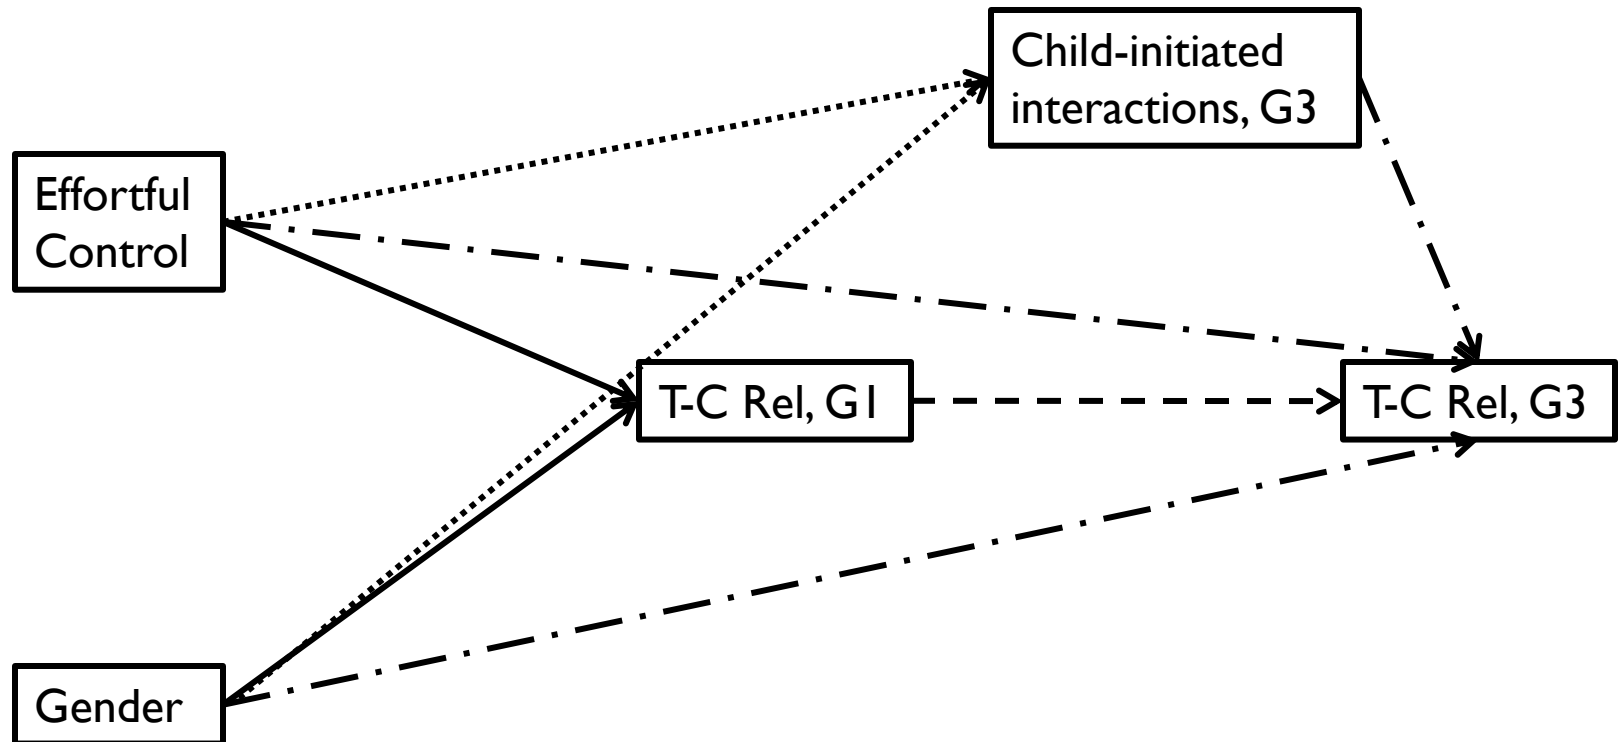 Child-initiated
interactions, G3
Effortful
Control
T-C Rel, G1
T-C Rel, G3
Gender